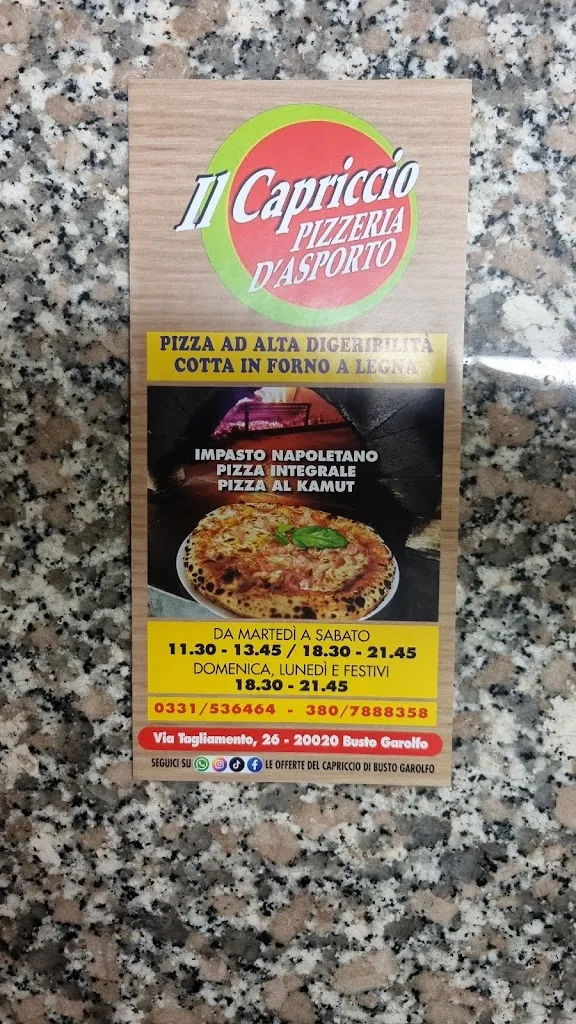 Il Capriccio
PIZZERIA
D'ASPORTO
PIZZA AD ALTA DIGERIBILITÀ
COTTA IN FORNO A LEGNA
IMPASTO NAPOLETANO
PIZZA INTEGRALE
PIZZA AL KAMUT
DA MARTEDÌ A SABATO
11.30 - 13.45 / 18.30 - 21.45
DOMENICA, LUNEDÌ E FESTIVI
18.30 - 21.45
0331/536464 - 380/7888358
Via Tagliamento, 26 - 20020 Busto Garolfo
SEGUICI SU LE OFFERTE DEL CAPRICCIO DI BUSTO GAROLFO